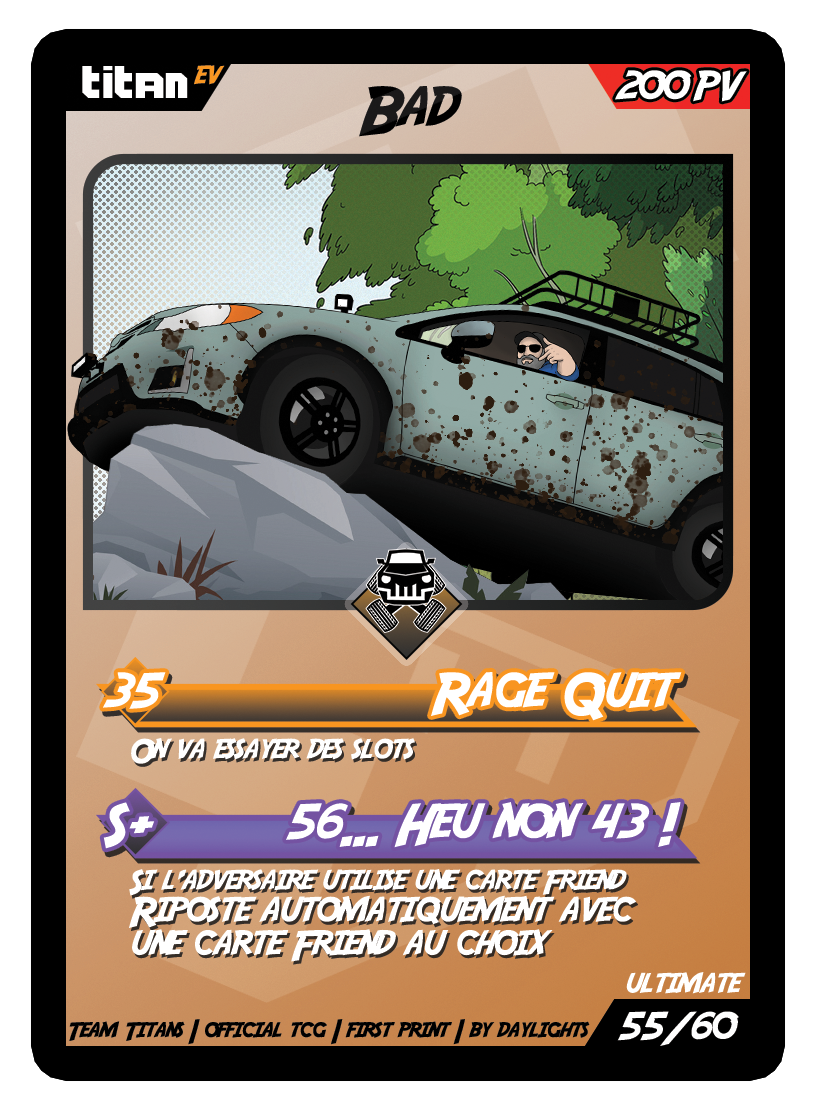 titan EV
200 PV
Bad
35
Rage Quit
On va essayer des slots
S+
56... Heu non 43 !
Si l'adversaire utilise une carte Friend
Riposte automatiquement avec
une carte Friend au choix
ultimate
Team Titans | official tcg | first print | by daylights
55/60